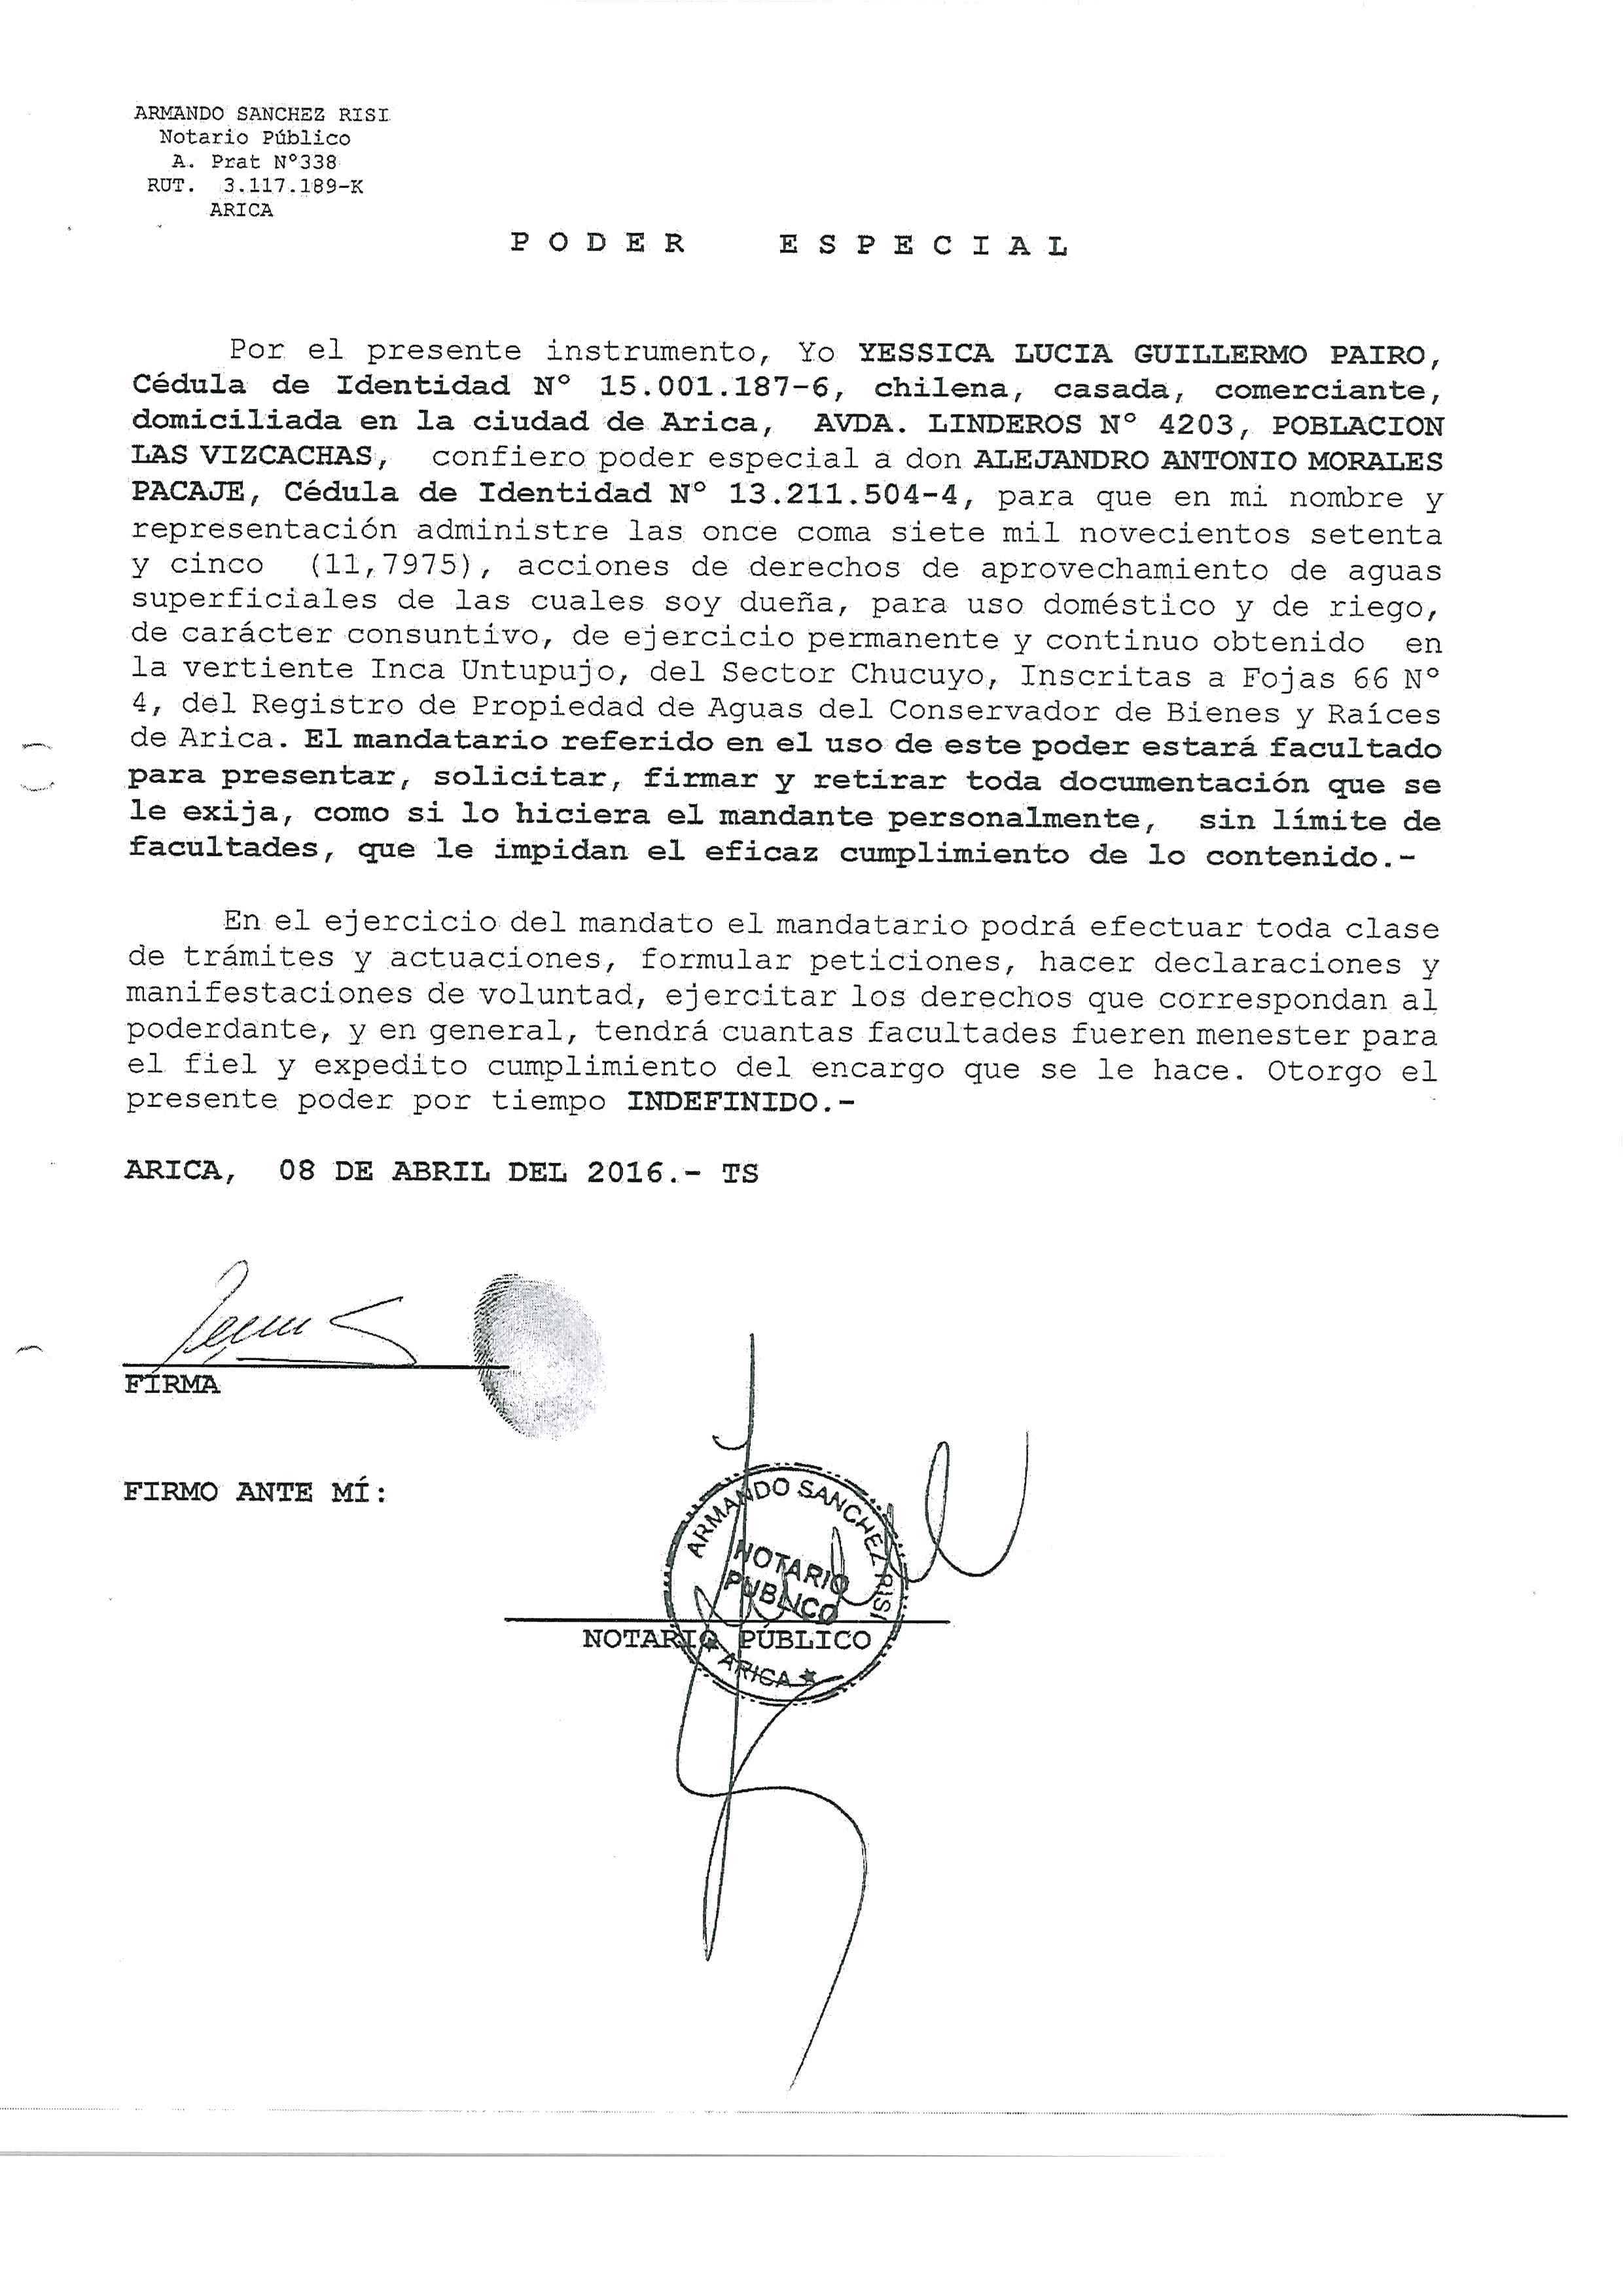 ARMANDO SANCHEZ RISI
Notario Público
A. Prat N°338
RUT. 3.117.189-K
ARICA
P O D E R   E S P E C I A L
Por el presente instrumento, Yo YESSICA LUCIA GUILLERMO PAIRO,
Cédula de Identidad N° 15.001.187-6, chilena, casada, comerciante,
domiciliada en la ciudad de Arica, AVDA. LINDEROS N° 4203, POBLACION
LAS VIZCACHAS, confiero poder especial a don ALEJANDRO ANTONIO MORALES
PACAJE, Cédula de Identidad N° 13.211.504-4, para que en mi nombre y
representación administre las once coma siete mil novecientos setenta
y cinco (11,7975), acciones de derechos de aprovechamiento de aguas
superficiales de las cuales soy dueña, para uso doméstico y de riego,
de carácter consuntivo, de ejercicio permanente y continuo obtenido en
la vertiente Inca Untupujo, del Sector Chucuyo, Inscritas a Fojas 66 N°
4, del Registro de Propiedad de Aguas del Conservador de Bienes y Raíces
de Arica. El mandatario referido en el uso de este poder estará facultado
para presentar, solicitar, firmar y retirar toda documentación que se
le exija, como si lo hiciera el mandante personalmente, sin límite de
facultades, que le impidan el eficaz cumplimiento de lo contenido.-
En el ejercicio del mandato el mandatario podrá efectuar toda clase
de trámites y actuaciones, formular peticiones, hacer declaraciones y
manifestaciones de voluntad, ejercitar los derechos que correspondan al
poderdante, y en general, tendrá cuantas facultades fueren menester para
el fiel y expedito cumplimiento del encargo que se le hace. Otorgo el
presente poder por tiempo INDEFINIDO.-
ARICA, 08 DE ABRIL DEL 2016.- TS
FIRMA
FIRMO ANTE MÍ:
ARMANDO SANCHEZ RISI
NOTARIO
PUBLICO
NOTARIO PÚBLICO
ARICA